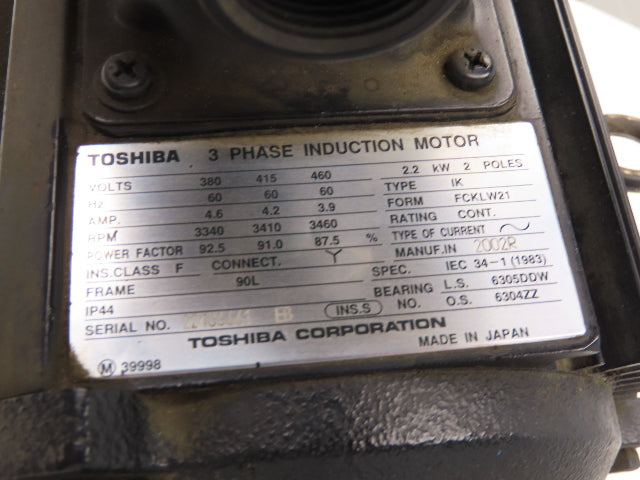 TOSHIBA 3 PHASE INDUCTION MOTOR
2.2 kW 2 POLES
VOLTS 380 415 460
Hz 60 60 60
AMP. 4.6 4.2 3.9
RPM 3340 3410 3460
POWER FACTOR 92.5 91.0 87.5 %
INS.CLASS F CONNECT. Y
FRAME 90L
IP44
SERIAL NO.
TYPE IK
FORM FCKLW21
RATING CONT.
TYPE OF CURRENT ~
MANUF.IN 2002R
SPEC. IEC 34-1 (1983)
BEARING L.S. 6305DDW
NO. O.S. 6304ZZ
INS.S
TOSHIBA CORPORATION
MADE IN JAPAN
M 39998